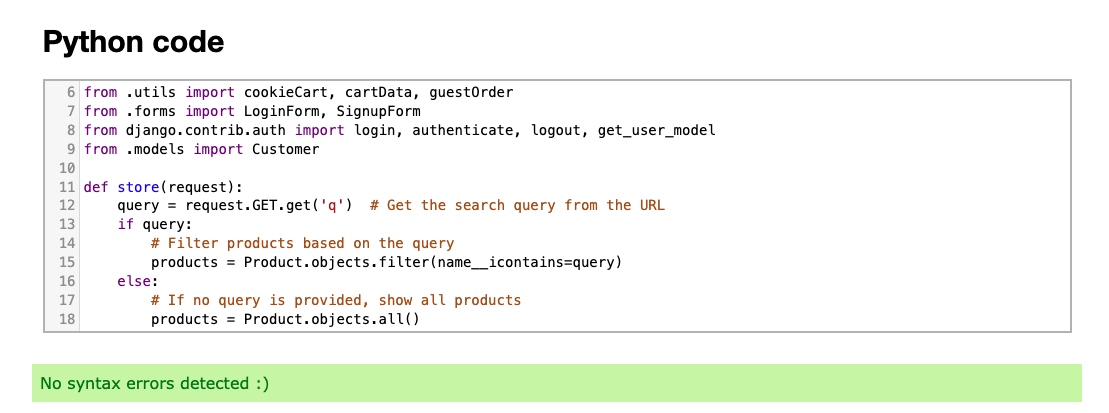 Python code
6 from .utils import cookieCart, cartData, guestOrder
7 from .forms import LoginForm, SignupForm
8 from django.contrib.auth import login, authenticate, logout, get_user_model
9 from .models import Customer
10
11 def store(request):
12     query = request.GET.get('q')  # Get the search query from the URL
13     if query:
14         # Filter products based on the query
15         products = Product.objects.filter(name__icontains=query)
16     else:
17         # If no query is provided, show all products
18         products = Product.objects.all()
No syntax errors detected :)